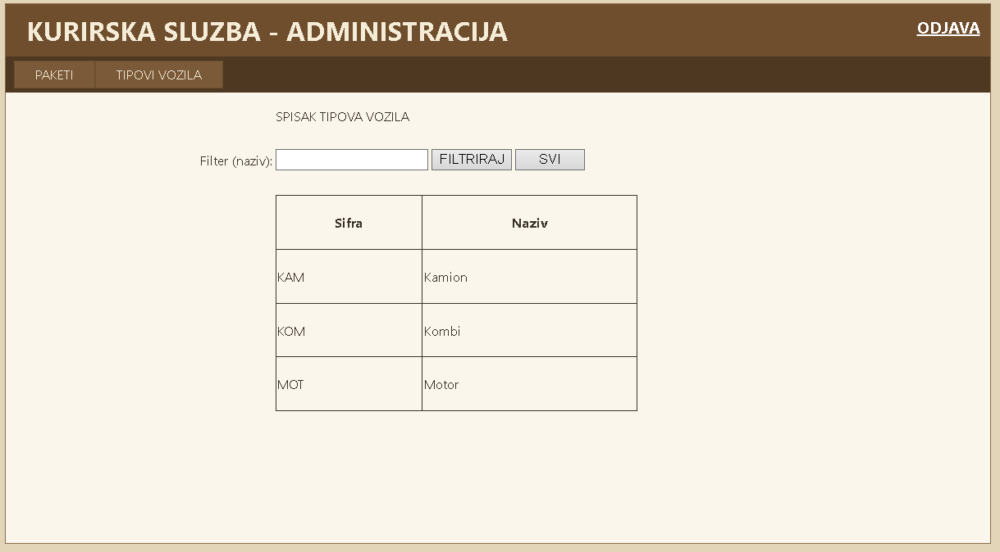 KURIRSKA SLUZBA - ADMINISTRACIJA
ODJAVA
PAKETI TIPOVI VOZILA
SPISAK TIPOVA VOZILA
Filter (naziv): FILTRIRAJ SVI
Sifra Naziv
KAM Kamion
KOM Kombi
MOT Motor